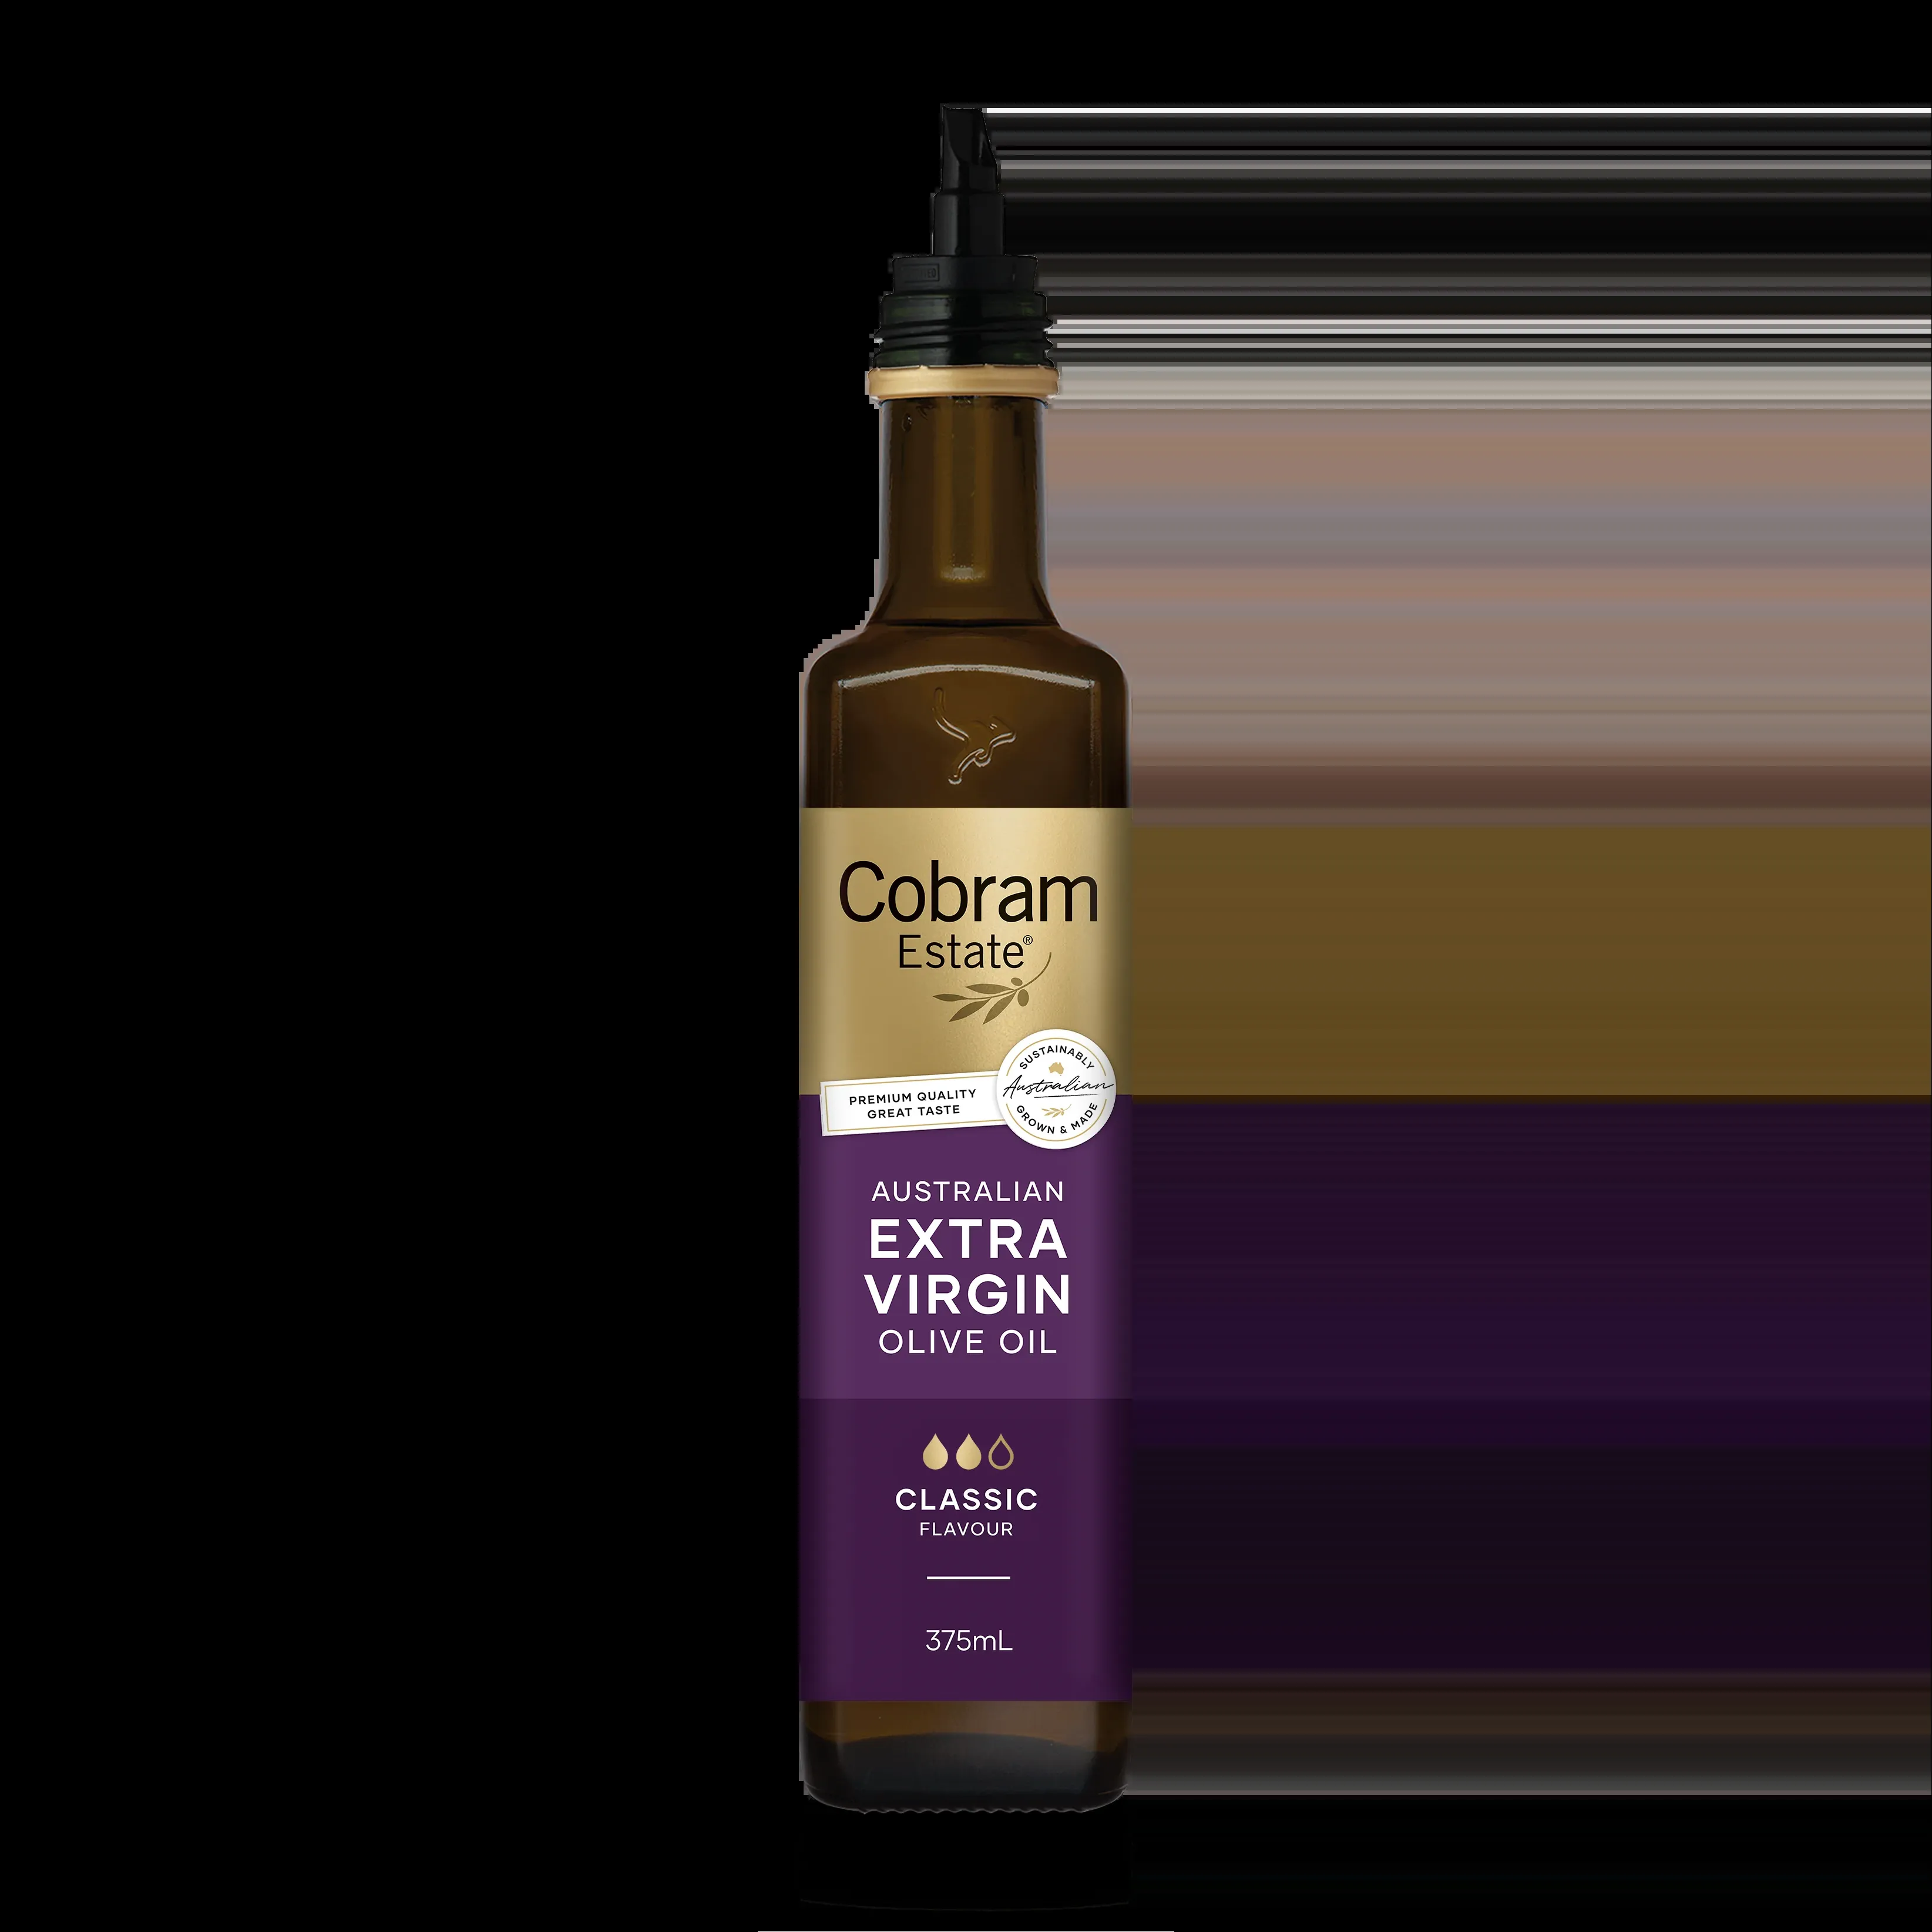 Cobram
Estate®
PREMIUM QUALITY
GREAT TASTE
SUSTAINABLY
Australian
GROWN & MADE
AUSTRALIAN
EXTRA
VIRGIN
OLIVE OIL
CLASSIC
FLAVOUR
375mL